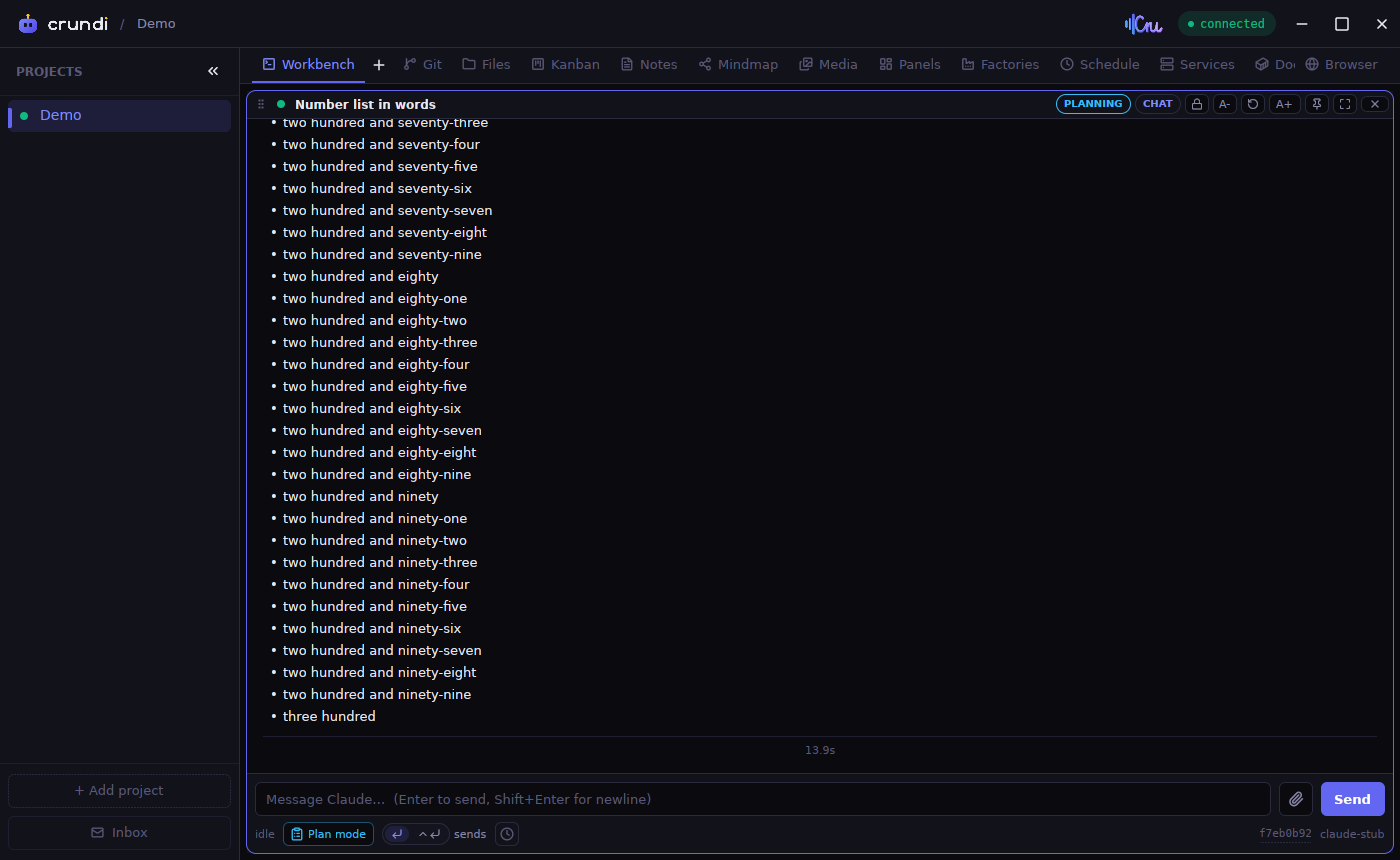 crundi / Demo
Cru
connected
PROJECTS
Workbench
Git
Files
Kanban
Notes
Mindmap
Media
Panels
Factories
Schedule
Services
Browser
Demo
Number list in words
PLANNING
CHAT
A-
A+
• two hundred and seventy-three
• two hundred and seventy-four
• two hundred and seventy-five
• two hundred and seventy-six
• two hundred and seventy-seven
• two hundred and seventy-eight
• two hundred and seventy-nine
• two hundred and eighty
• two hundred and eighty-one
• two hundred and eighty-two
• two hundred and eighty-three
• two hundred and eighty-four
• two hundred and eighty-five
• two hundred and eighty-six
• two hundred and eighty-seven
• two hundred and eighty-eight
• two hundred and eighty-nine
• two hundred and ninety
• two hundred and ninety-one
• two hundred and ninety-two
• two hundred and ninety-three
• two hundred and ninety-four
• two hundred and ninety-five
• two hundred and ninety-six
• two hundred and ninety-seven
• two hundred and ninety-eight
• two hundred and ninety-nine
• three hundred
13.9s
+ Add project
Inbox
Message Claude... (Enter to send, Shift+Enter for newline)
Send
idle
Plan mode
sends
f7eb0b92
claude-stub